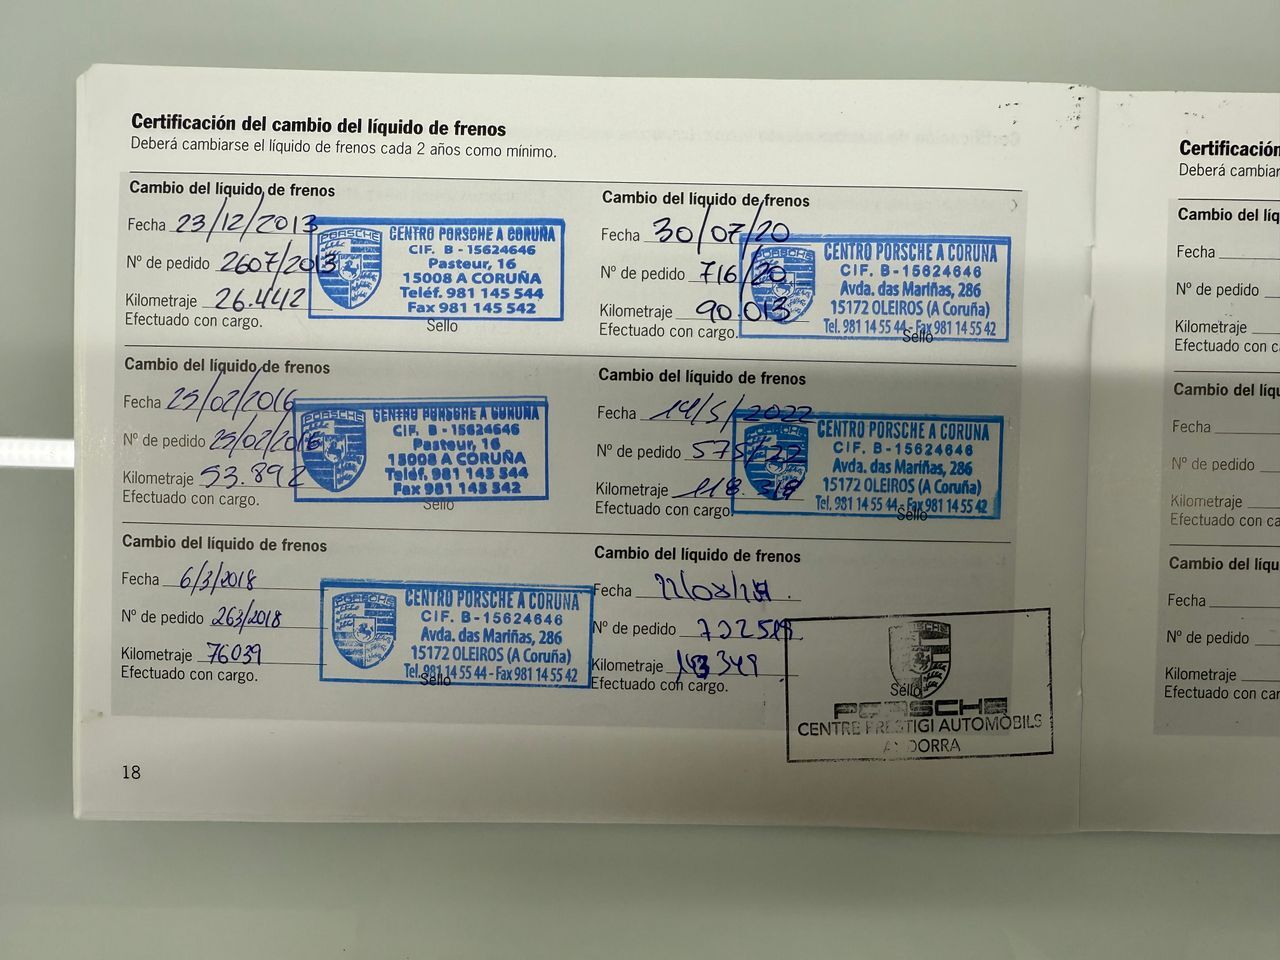 Certificación del cambio del líquido de frenos
Deberá cambiarse el líquido de frenos cada 2 años como mínimo.
Cambio del líquido de frenos
Fecha 23/12/2013
Nº de pedido 2607/2013
Kilometraje 26.442
Efectuado con cargo.
PORSCHE
CENTRO PORSCHE A CORUÑA
CIF. B - 15624646
Pasteur, 16
15008 A CORUÑA
Teléf. 981 145 544
Fax 981 145 542
Sello
Cambio del líquido de frenos
Fecha 25/02/2016
Nº de pedido 25/02/2016
Kilometraje 53.892
Efectuado con cargo.
PORSCHE
CENTRO PORSCHE A CORUÑA
CIF. B - 15624646
Pasteur, 16
15008 A CORUÑA
Teléf. 981 145 544
Fax 981 145 542
Sello
Cambio del líquido de frenos
Fecha 6/3/2018
Nº de pedido 263/2018
Kilometraje 76039
Efectuado con cargo.
PORSCHE
CENTRO PORSCHE A CORUÑA
CIF. B - 15624646
Avda. das Mariñas, 286
15172 OLEIROS (A Coruña)
Tel. 981 14 55 44 - Fax 981 14 55 42
Sello
Cambio del líquido de frenos
Fecha 30/07/20
Nº de pedido 716/20
Kilometraje 90.013
Efectuado con cargo.
PORSCHE
CENTRO PORSCHE A CORUÑA
CIF. B - 15624646
Avda. das Mariñas, 286
15172 OLEIROS (A Coruña)
Tel. 981 14 55 44 - Fax 981 14 55 42
Sello
Cambio del líquido de frenos
Fecha 14/5/2022
Nº de pedido 575/22
Kilometraje
Efectuado con cargo.
CENTRO PORSCHE A CORUÑA
CIF. B - 15624646
Avda. das Mariñas, 286
15172 OLEIROS (A Coruña)
Tel. 981 14 55 44 - Fax 981 14 55 42
Sello
Cambio del líquido de frenos
Fecha
Nº de pedido
Kilometraje 143349
Efectuado con cargo.
PORSCHE
Sello
PORSCHE
CENTRE PRESTIGI AUTOMÒBILS
ANDORRA
18
Certificación
Deberá cambiar
Cambio del líq
Fecha
Nº de pedido
Kilometraje
Efectuado con c
Cambio del líqu
Fecha
Nº de pedido
Kilometraje
Efectuado con ca
Cambio del líqu
Fecha
Nº de pedido
Kilometraje
Efectuado con car